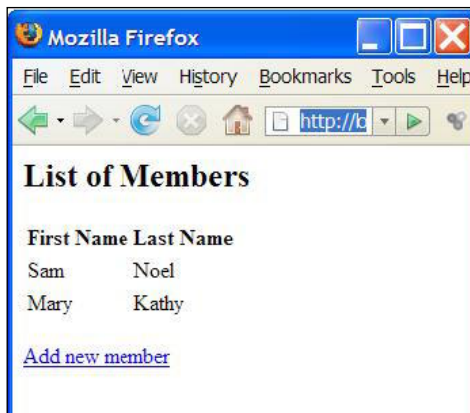 Mozilla Firefox
File Edit View History Bookmarks Tools Help
http://b
List of Members
First Name Last Name
Sam Noel
Mary Kathy
Add new member